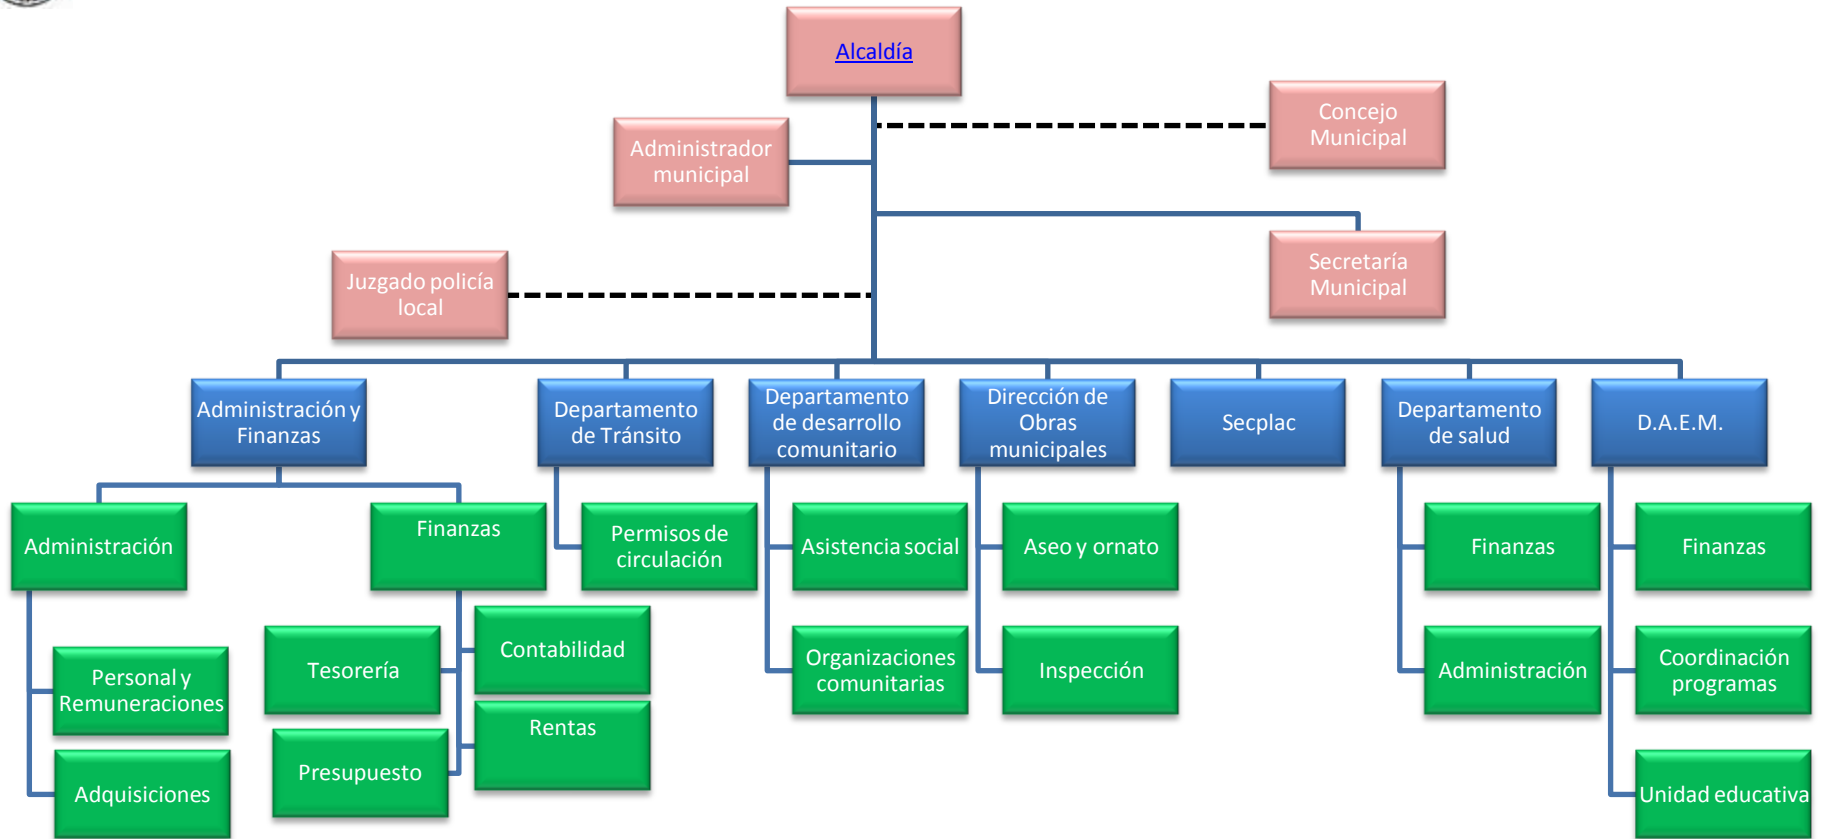 Alcaldía
Concejo
Municipal
Administrador
municipal
Secretaría
Municipal
Juzgado policía
local
Administración y
Finanzas
Departamento
de Tránsito
Departamento
de desarrollo
comunitario
Dirección de
Obras
municipales
Secplac
Departamento
de salud
D.A.E.M.
Administración
Finanzas
Permisos de
circulación
Asistencia social
Aseo y ornato
Finanzas
Finanzas
Personal y
Remuneraciones
Tesorería
Contabilidad
Organizaciones
comunitarias
Inspección
Administración
Coordinación
programas
Adquisiciones
Presupuesto
Rentas
Unidad educativa